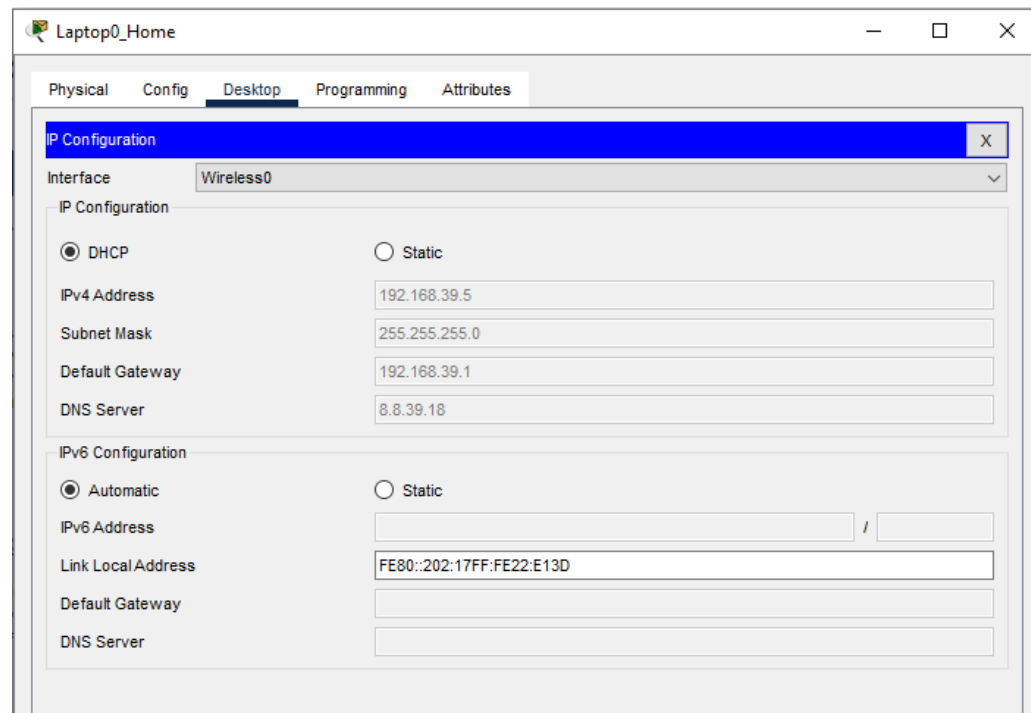 Laptop0_Home
Physical Config Desktop Programming Attributes
IP Configuration X
Interface Wireless0
IP Configuration
DHCP Static
IPv4 Address 192.168.39.5
Subnet Mask 255.255.255.0
Default Gateway 192.168.39.1
DNS Server 8.8.39.18
IPv6 Configuration
Automatic Static
IPv6 Address /
Link Local Address FE80::202:17FF:FE22:E13D
Default Gateway
DNS Server